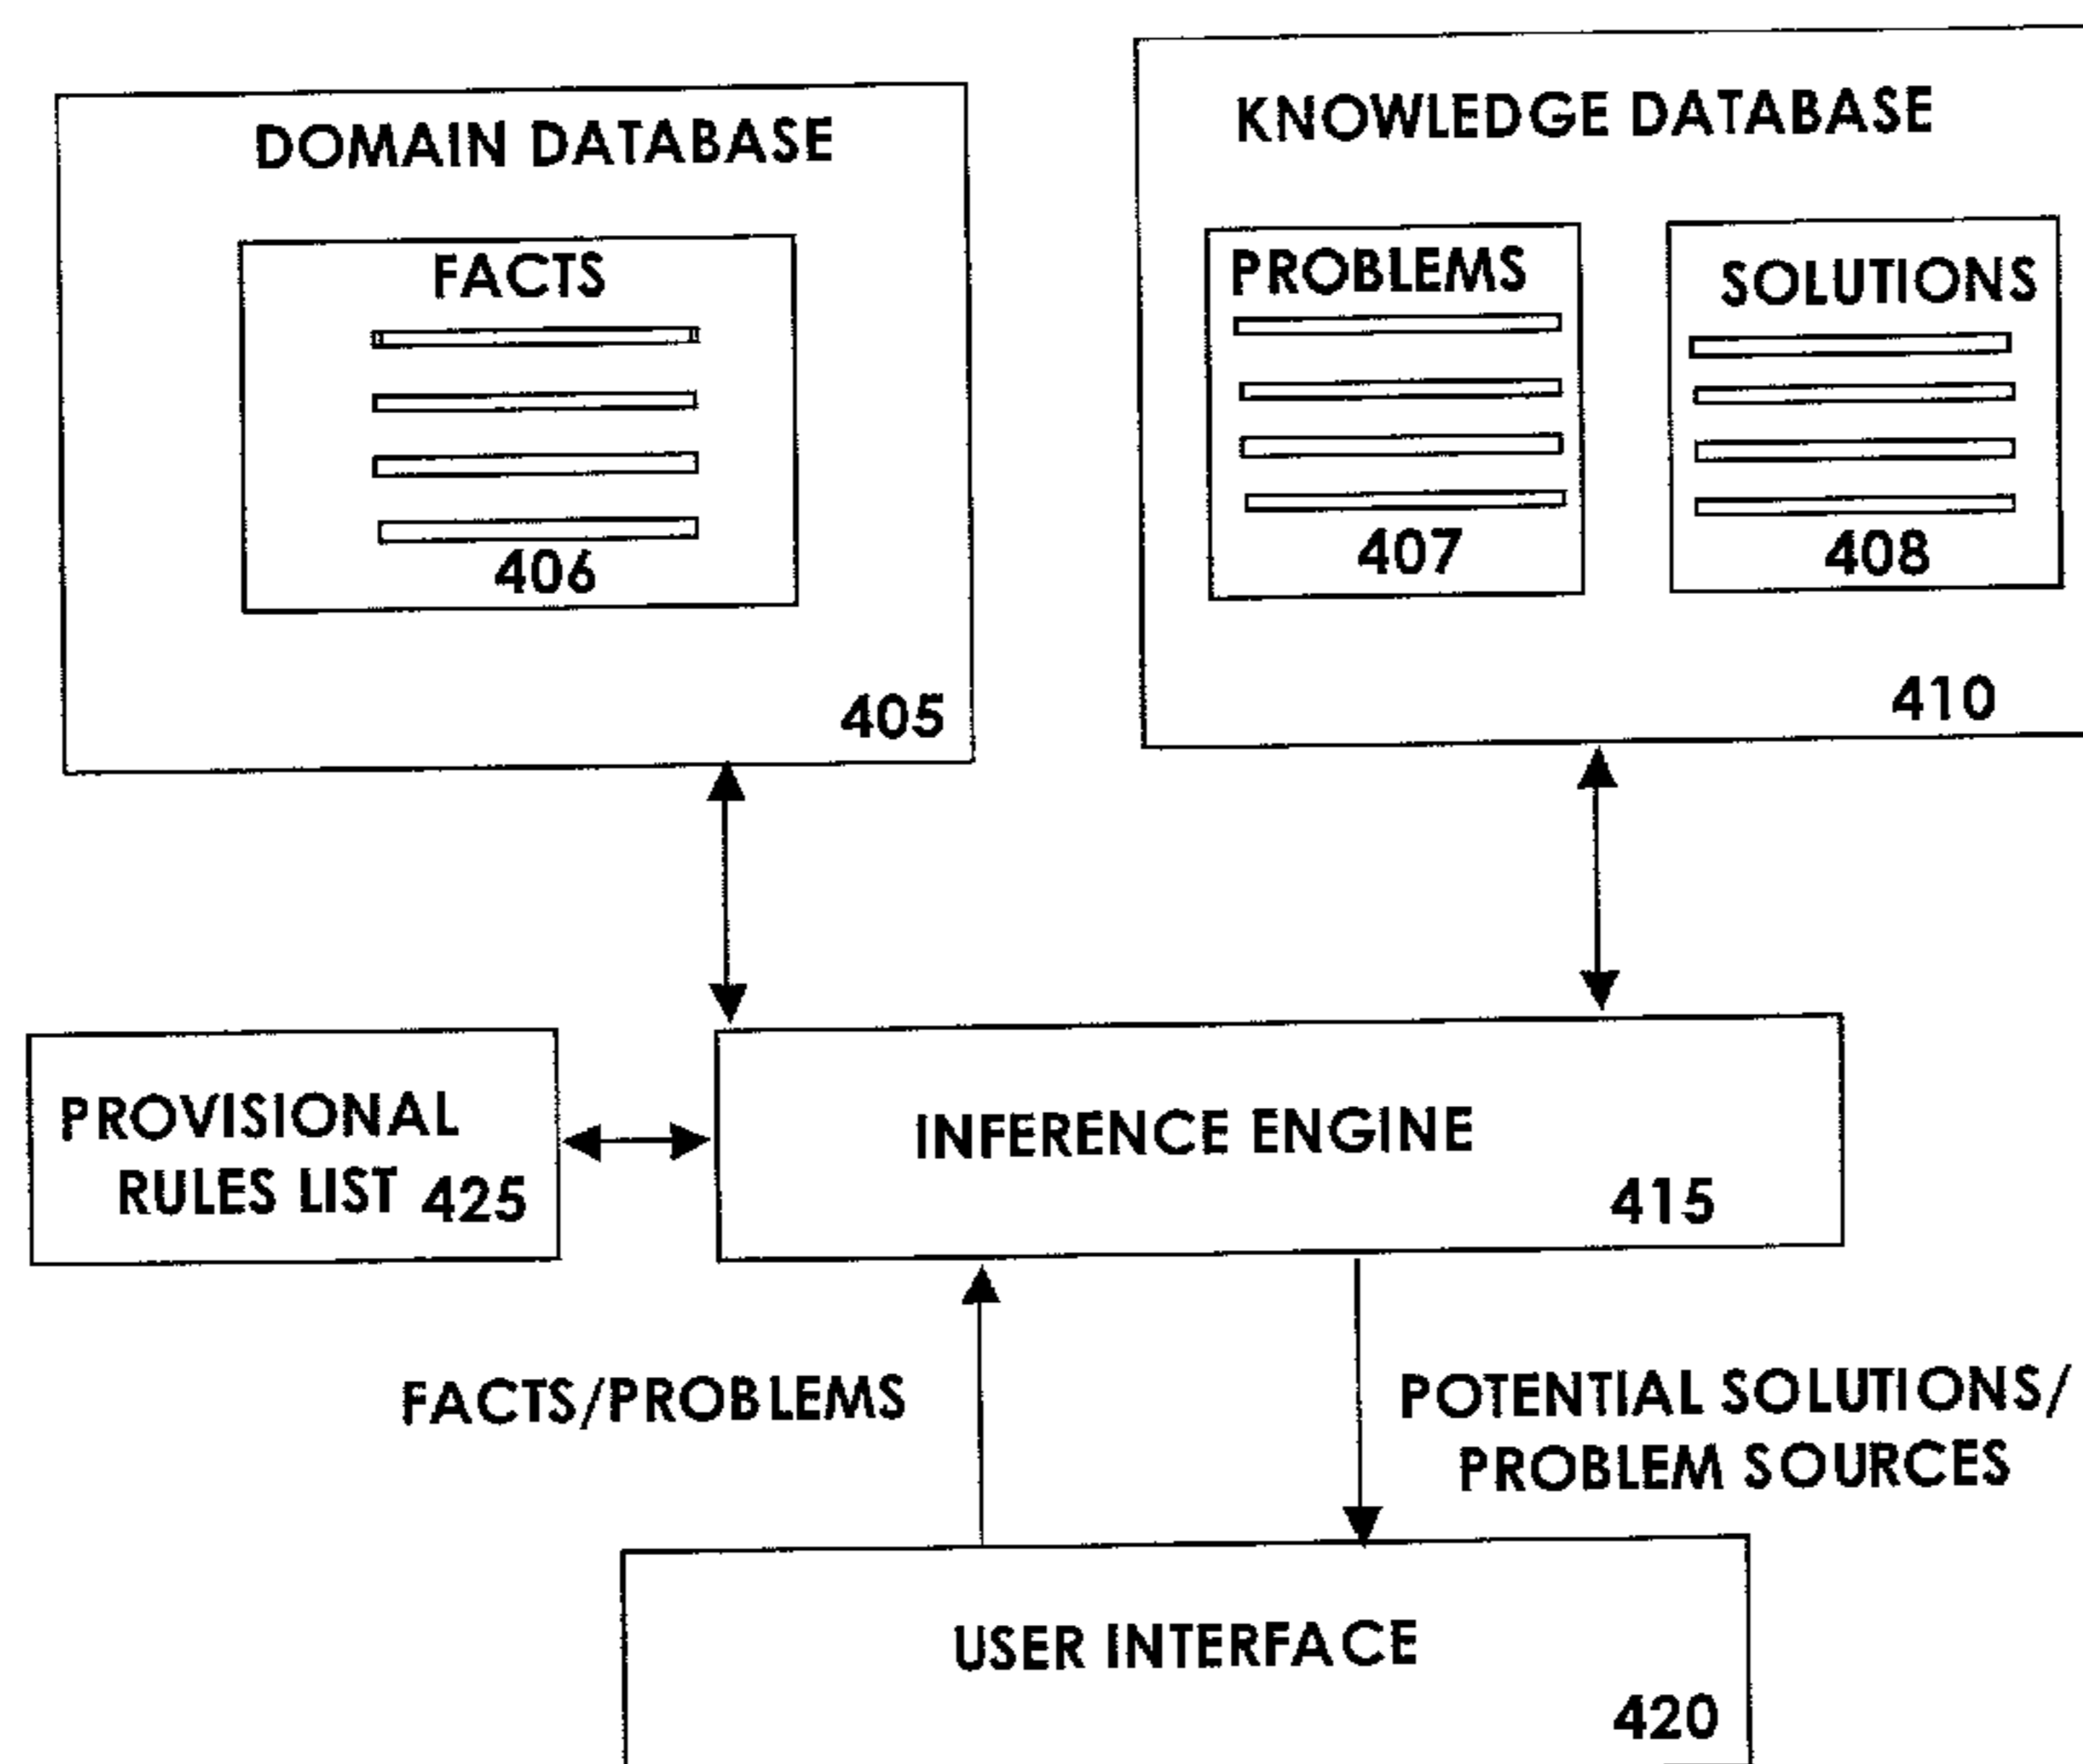 DOMAIN DATABASE
FACTS
406
405
KNOWLEDGE DATABASE
PROBLEMS
407
SOLUTIONS
408
410
PROVISIONAL
RULES LIST 425
INFERENCE ENGINE
415
FACTS/PROBLEMS
POTENTIAL SOLUTIONS/
PROBLEM SOURCES
USER INTERFACE
420